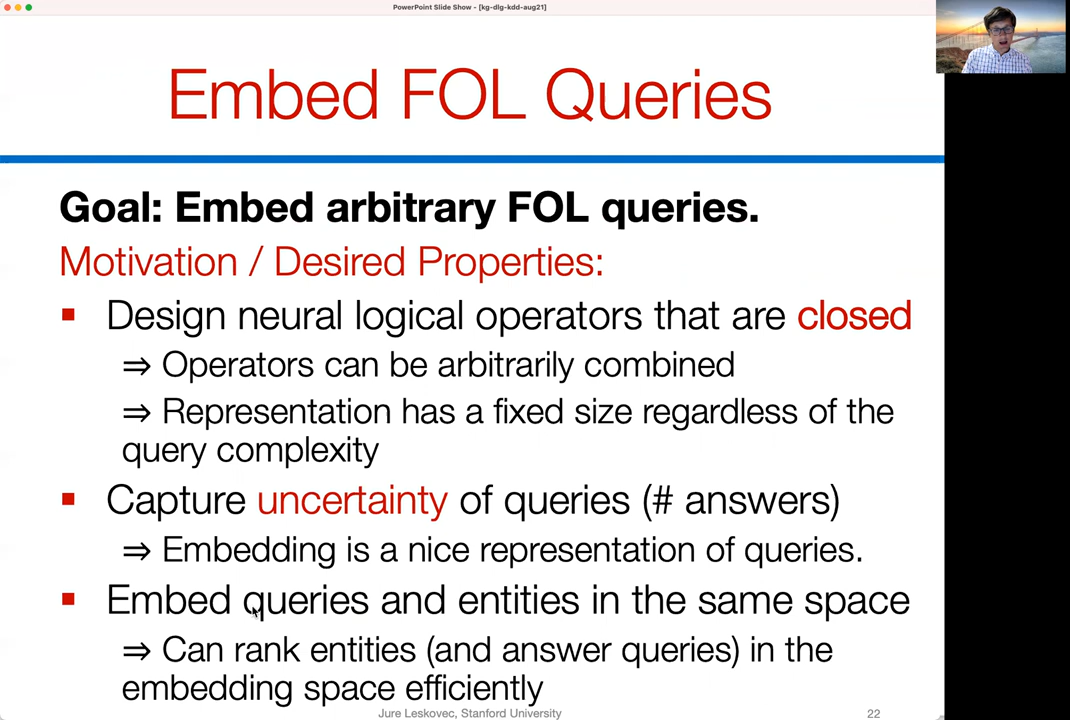 PowerPoint Slide Show - [kg-dlg-kdd-aug21]
Embed FOL Queries
Goal: Embed arbitrary FOL queries.
Motivation / Desired Properties:
▪ Design neural logical operators that are closed
⇒ Operators can be arbitrarily combined
⇒ Representation has a fixed size regardless of the
query complexity
▪ Capture uncertainty of queries (# answers)
⇒ Embedding is a nice representation of queries.
▪ Embed queries and entities in the same space
⇒ Can rank entities (and answer queries) in the
embedding space efficiently
Jure Leskovec, Stanford University
22